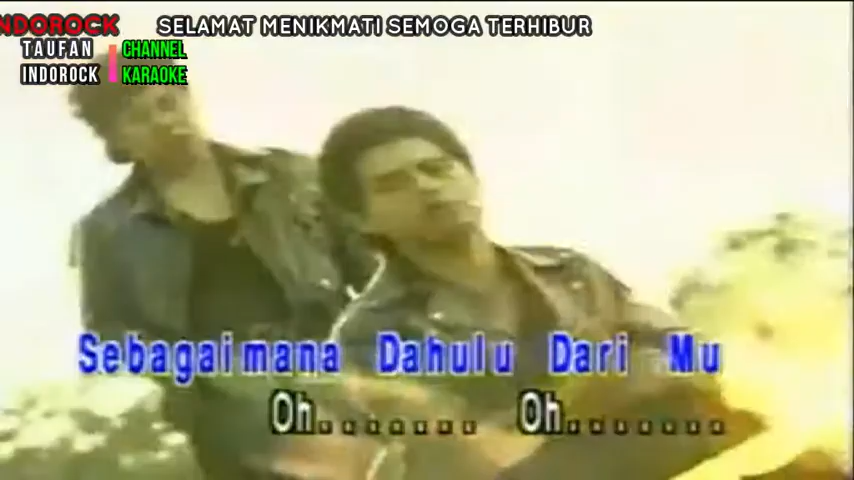 NDOROCK
SELAMAT MENIKMATI SEMOGA TERHIBUR
TAUFAN CHANNEL
INDOROCK KARAOKE
Sebagaimana Dahulu Dari Mu
Oh....... Oh.......